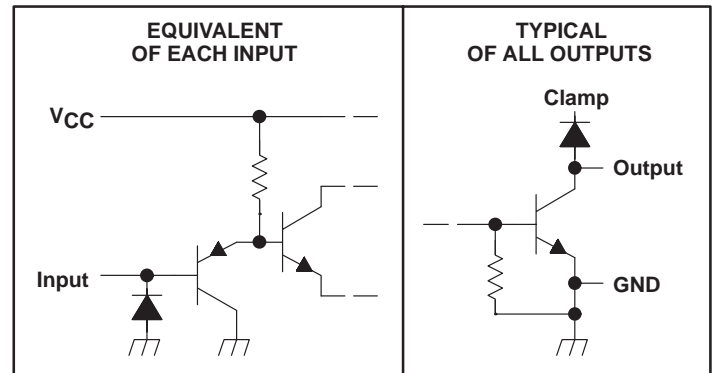 EQUIVALENT
OF EACH INPUT
VCC
Input
TYPICAL
OF ALL OUTPUTS
Clamp
Output
GND